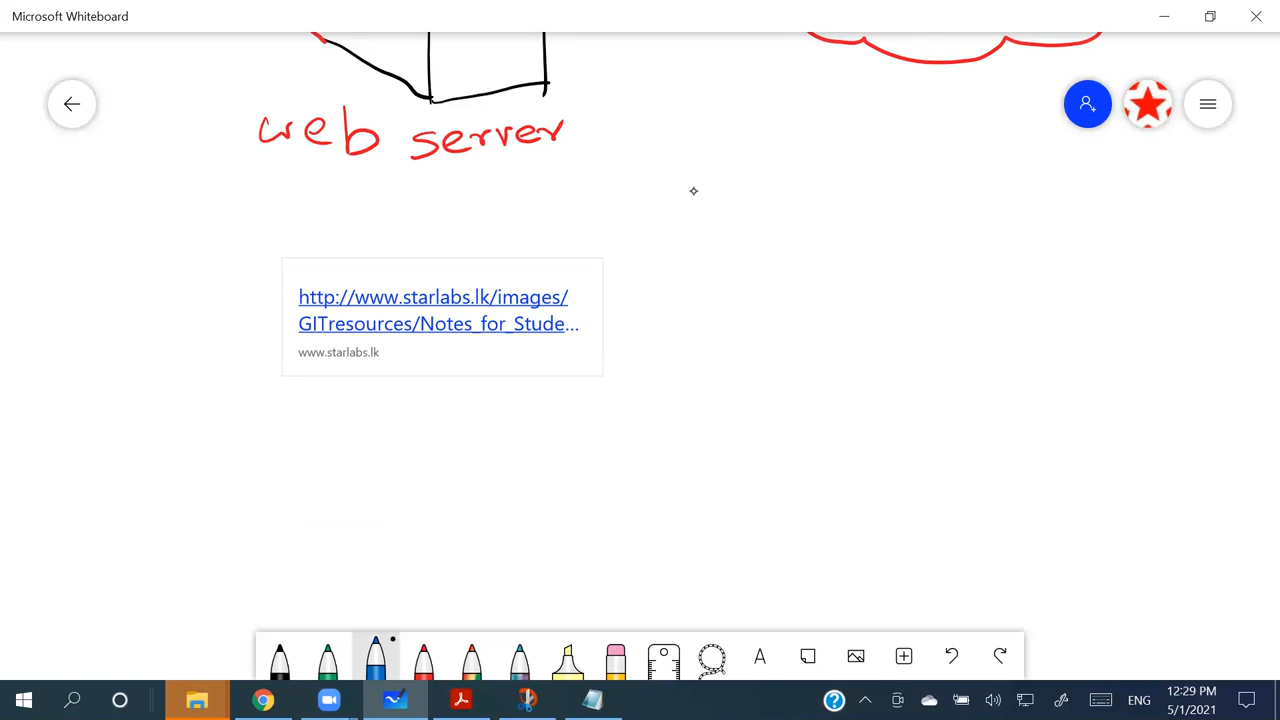 Microsoft Whiteboard
web server
http://www.starlabs.lk/images/
GITresources/Notes_for_Stude...
www.starlabs.lk
A
?
ENG
12:29 PM
5/1/2021